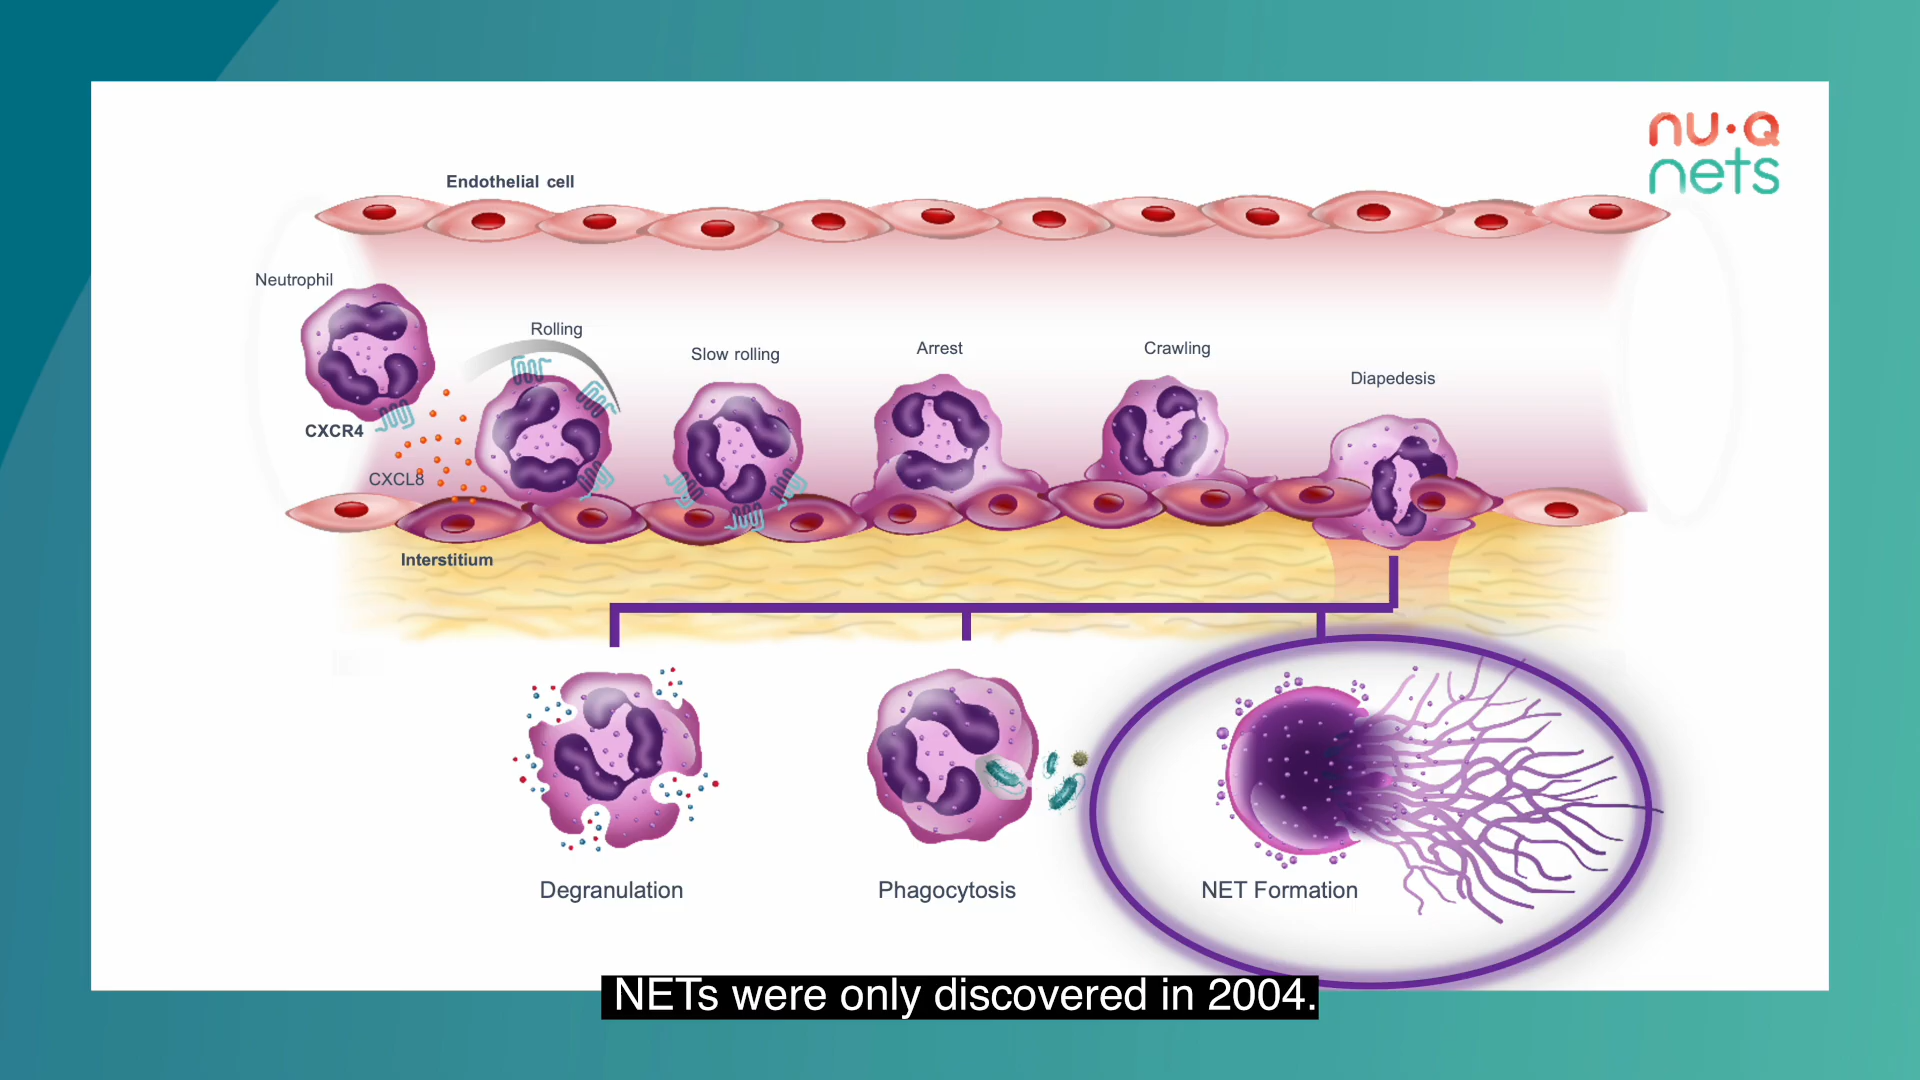 nu·Q
nets
Endothelial cell
Neutrophil
Rolling
Slow rolling
Arrest
Crawling
Diapedesis
CXCR4
CXCL8
Interstitium
Degranulation
Phagocytosis
NET Formation
NETs were only discovered in 2004.